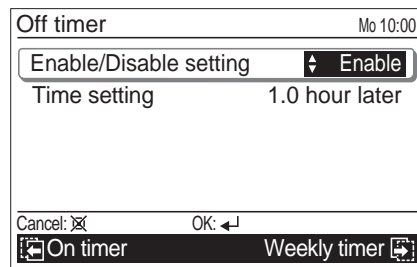 Off timer Mo 10:00
Enable/Disable setting Enable
Time setting 1.0 hour later
Cancel: OK:
On timer Weekly timer